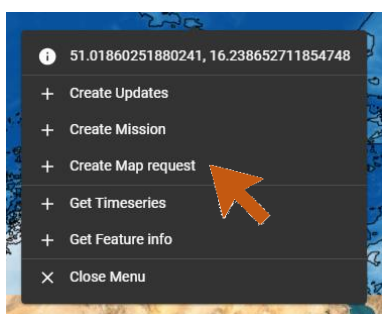 51.01860251880241, 16.238652711854748
+ Create Updates
+ Create Mission
+ Create Map request
+ Get Timeseries
+ Get Feature info
× Close Menu